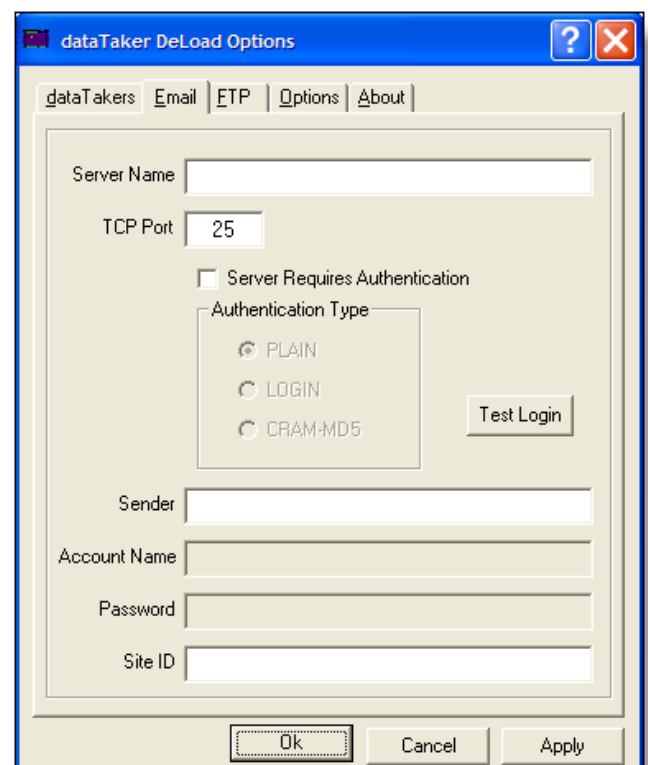 dataTaker DeLoad Options
dataTakers Email FTP Options About
Server Name
TCP Port 25
Server Requires Authentication
Authentication Type
PLAIN
LOGIN
CRAM-MD5
Test Login
Sender
Account Name
Password
Site ID
Ok Cancel Apply